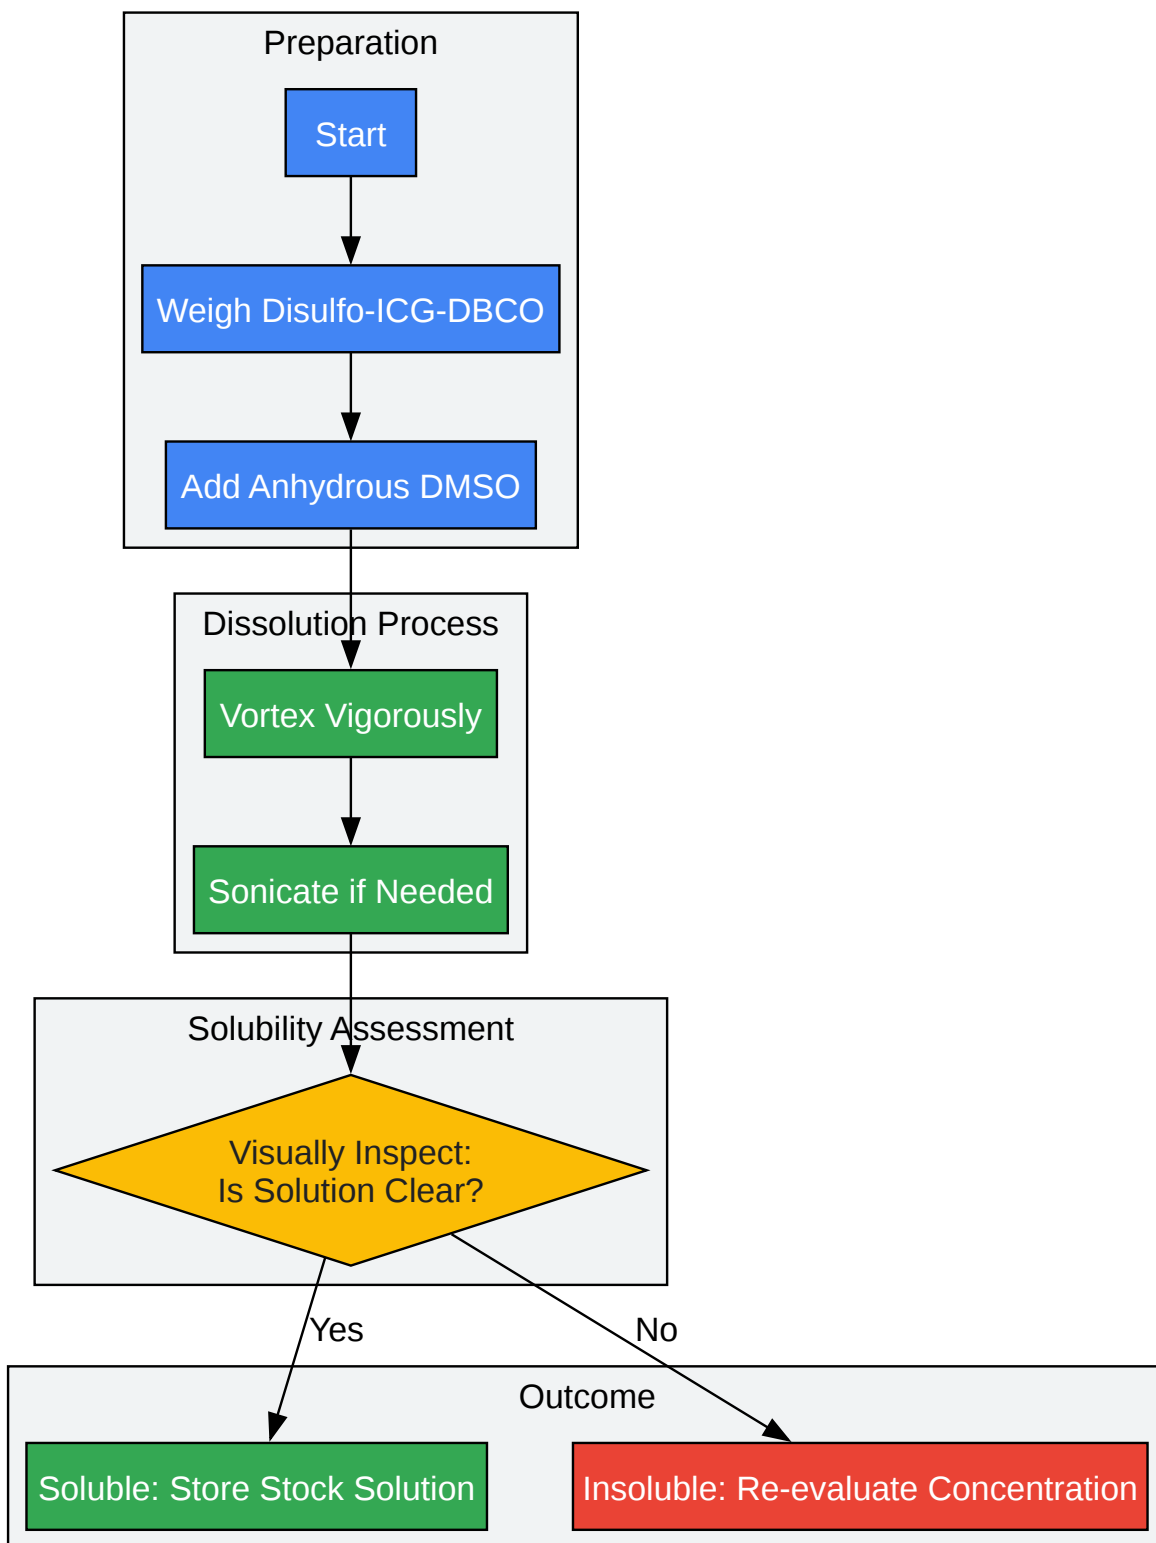 Preparation
Start
Weigh Disulfo-ICG-DBCO
Add Anhydrous DMSO
Dissolution Process
Vortex Vigorously
Sonicate if Needed
Solubility Assessment
Visually Inspect:
Is Solution Clear?
Yes
No
Outcome
Soluble: Store Stock Solution
Insoluble: Re-evaluate Concentration